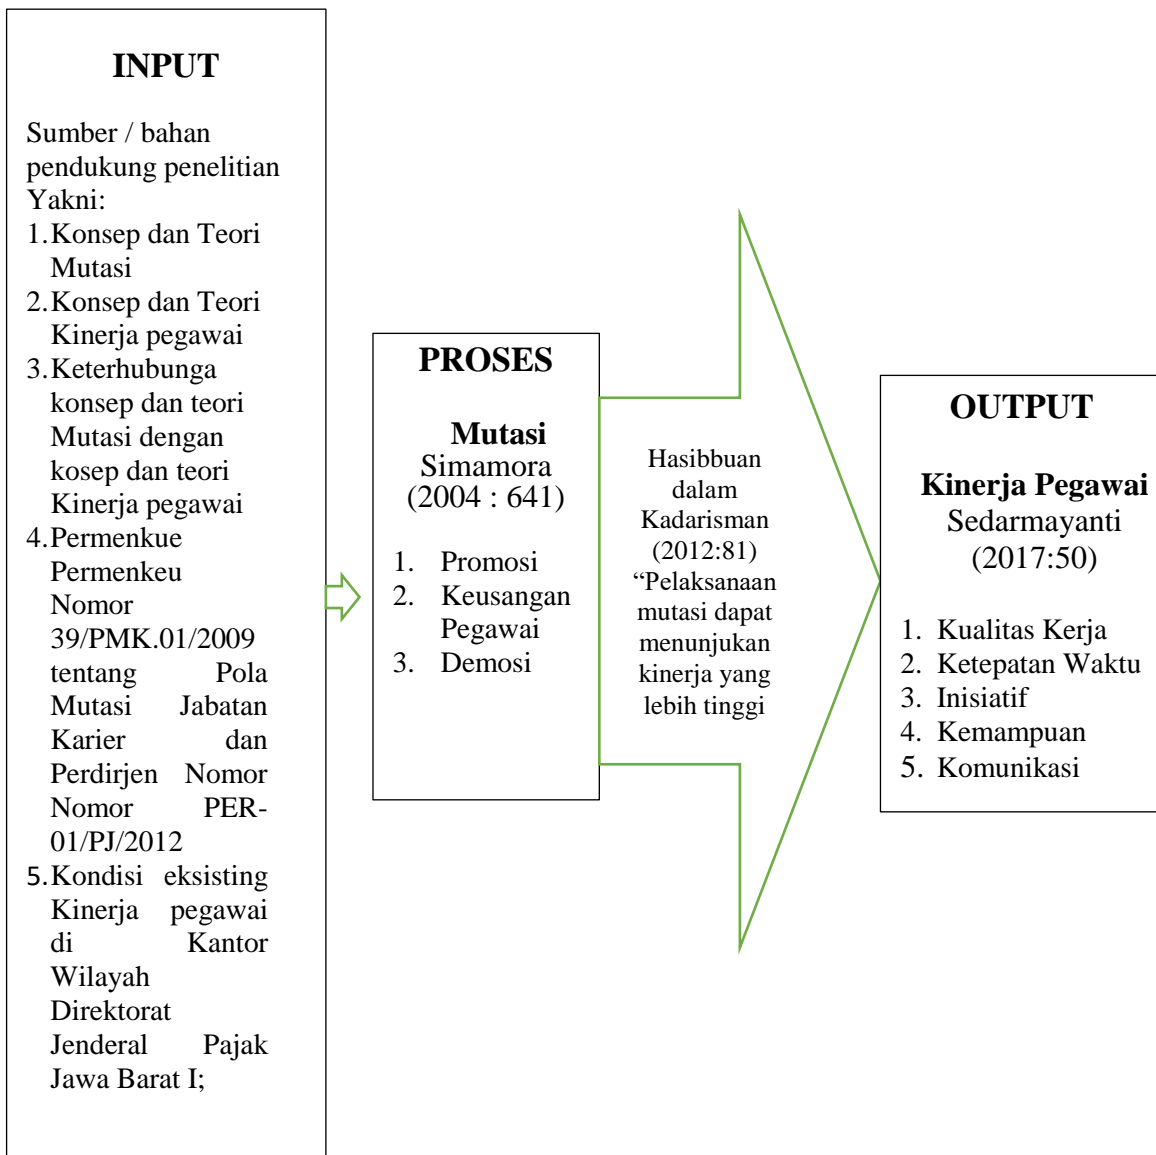 INPUT
Sumber / bahan
pendukung penelitian
Yakni:
1. Konsep dan Teori
Mutasi
2. Konsep dan Teori
Kinerja pegawai
3. Keterhubunga
konsep dan teori
Mutasi dengan
kosep dan teori
Kinerja pegawai
4. Permenkue
Permenkeu
Nomor
39/PMK.01/2009
tentang Pola
Mutasi Jabatan
Karier dan
Perdirjen Nomor
Nomor PER-
01/PJ/2012
5. Kondisi eksisting
Kinerja pegawai
di Kantor
Wilayah
Direktorat
Jenderal Pajak
Jawa Barat I;
PROSES
Mutasi
Simamora
(2004 : 641)
1. Promosi
2. Keusangan
Pegawai
3. Demosi
Hasibbuan
dalam
Kadarisman
(2012:81)
“Pelaksanaan
mutasi dapat
menunjukan
kinerja yang
lebih tinggi
OUTPUT
Kinerja Pegawai
Sedarmayanti
(2017:50)
1. Kualitas Kerja
2. Ketepatan Waktu
3. Inisiatif
4. Kemampuan
5. Komunikasi